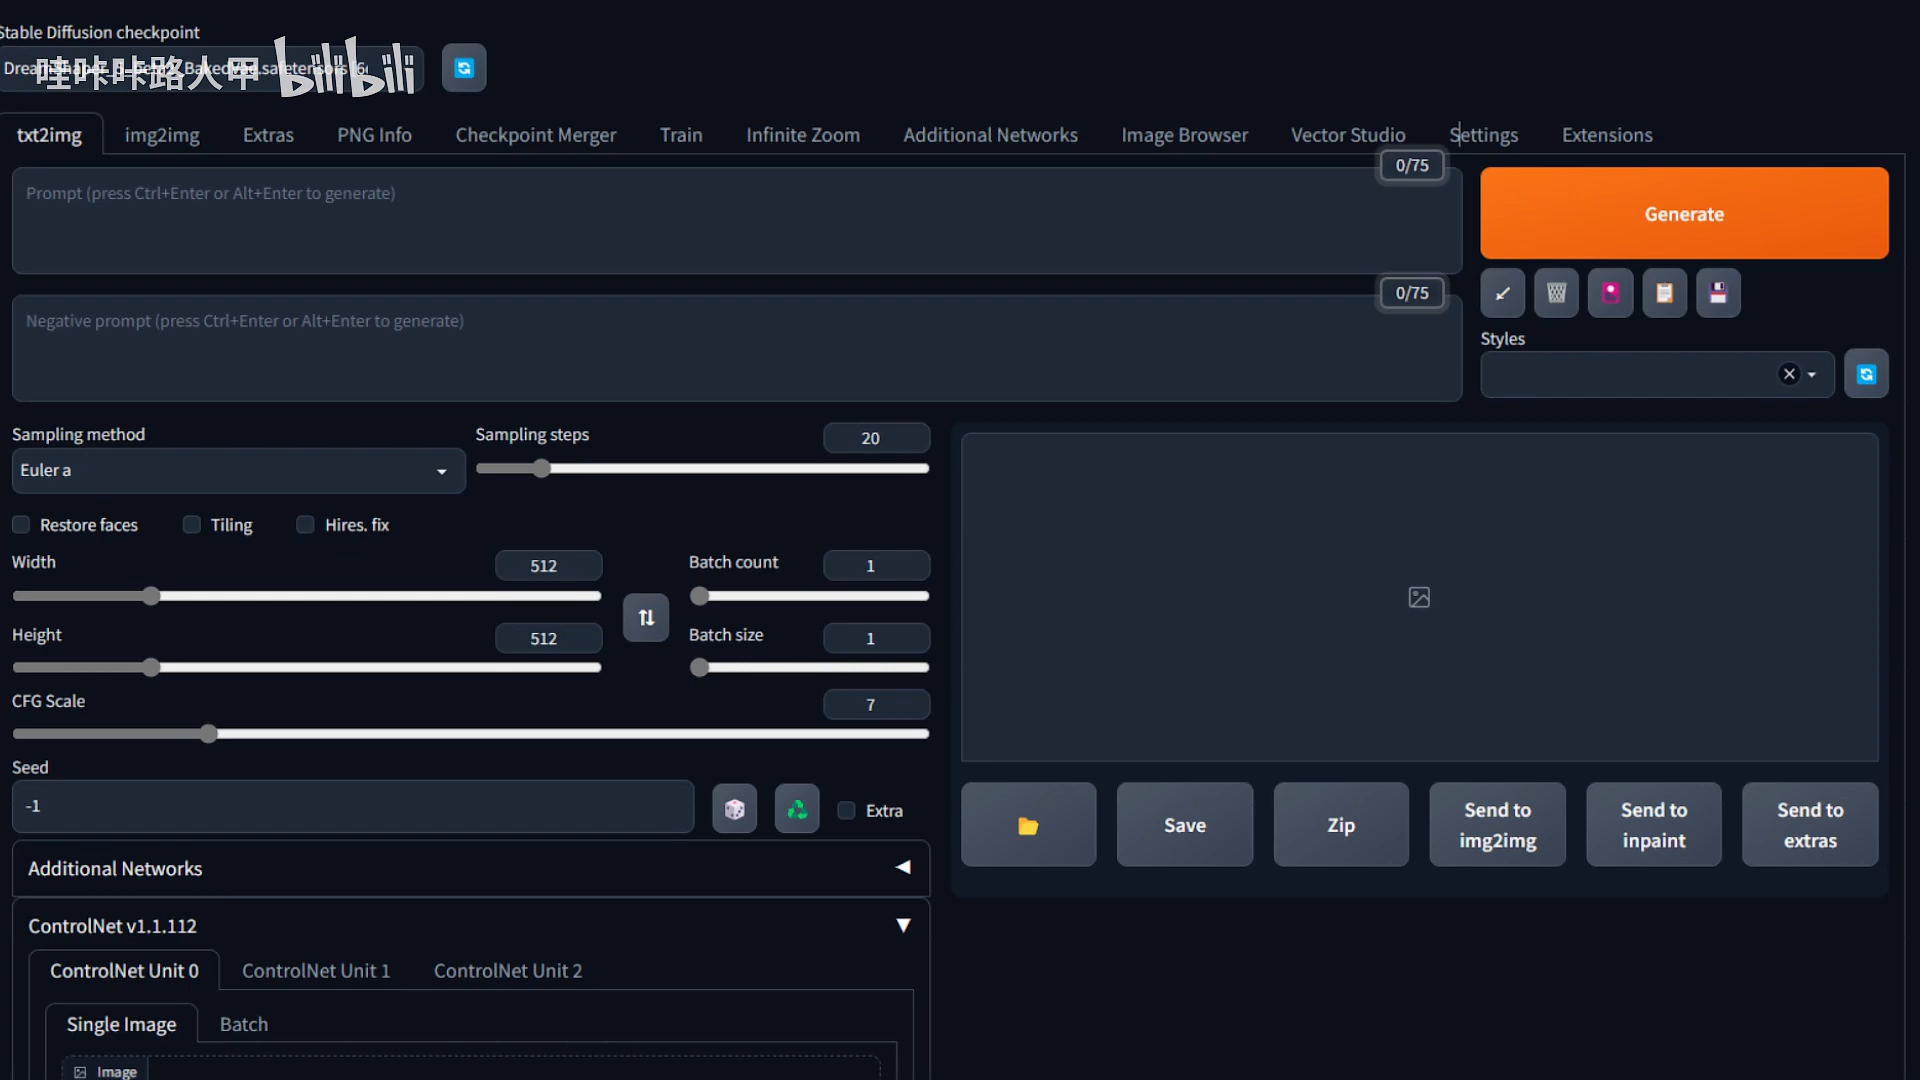 Stable Diffusion checkpoint
哇咔咔路人甲 bilibili
txt2img img2img Extras PNG Info Checkpoint Merger Train Infinite Zoom Additional Networks Image Browser Vector Studio Settings Extensions
0/75
Prompt (press Ctrl+Enter or Alt+Enter to generate)
Generate
0/75
Negative prompt (press Ctrl+Enter or Alt+Enter to generate)
Styles
Sampling method
Euler a
Sampling steps
20
Restore faces Tiling Hires. fix
Width
512
Batch count
1
Height
512
Batch size
1
CFG Scale
7
Seed
-1
Extra
Save
Zip
Send to
img2img
Send to
inpaint
Send to
extras
Additional Networks
ControlNet v1.1.112
ControlNet Unit 0 ControlNet Unit 1 ControlNet Unit 2
Single Image Batch
Image